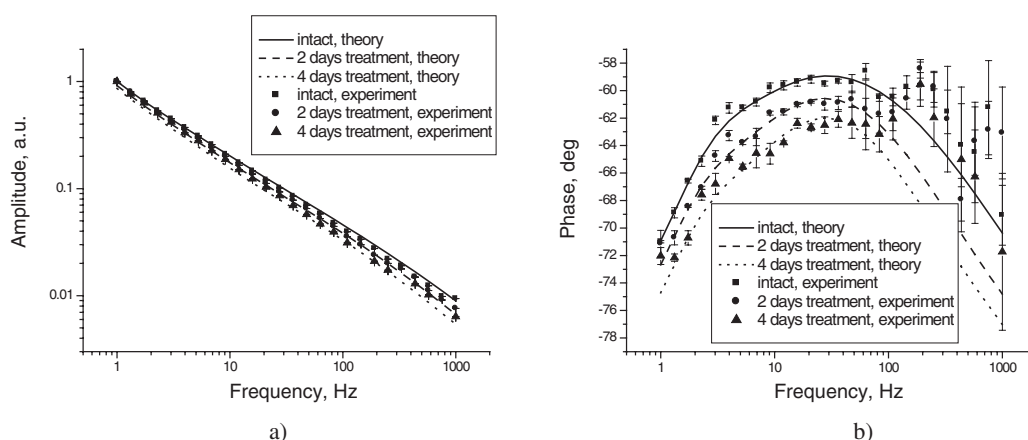 intact, theory
2 days treatment, theory
4 days treatment, theory
intact, experiment
2 days treatment, experiment
4 days treatment, experiment
1
0.1
0.01
Amplitude, a.u.
1
10
100
1000
Frequency, Hz
a)
-58
-60
-62
-64
-66
-68
-70
-72
-74
-76
-78
Phase, deg
intact, theory
2 days treatment, theory
4 days treatment, theory
intact, experiment
2 days treatment, experiment
4 days treatment, experiment
1
10
100
1000
Frequency, Hz
b)